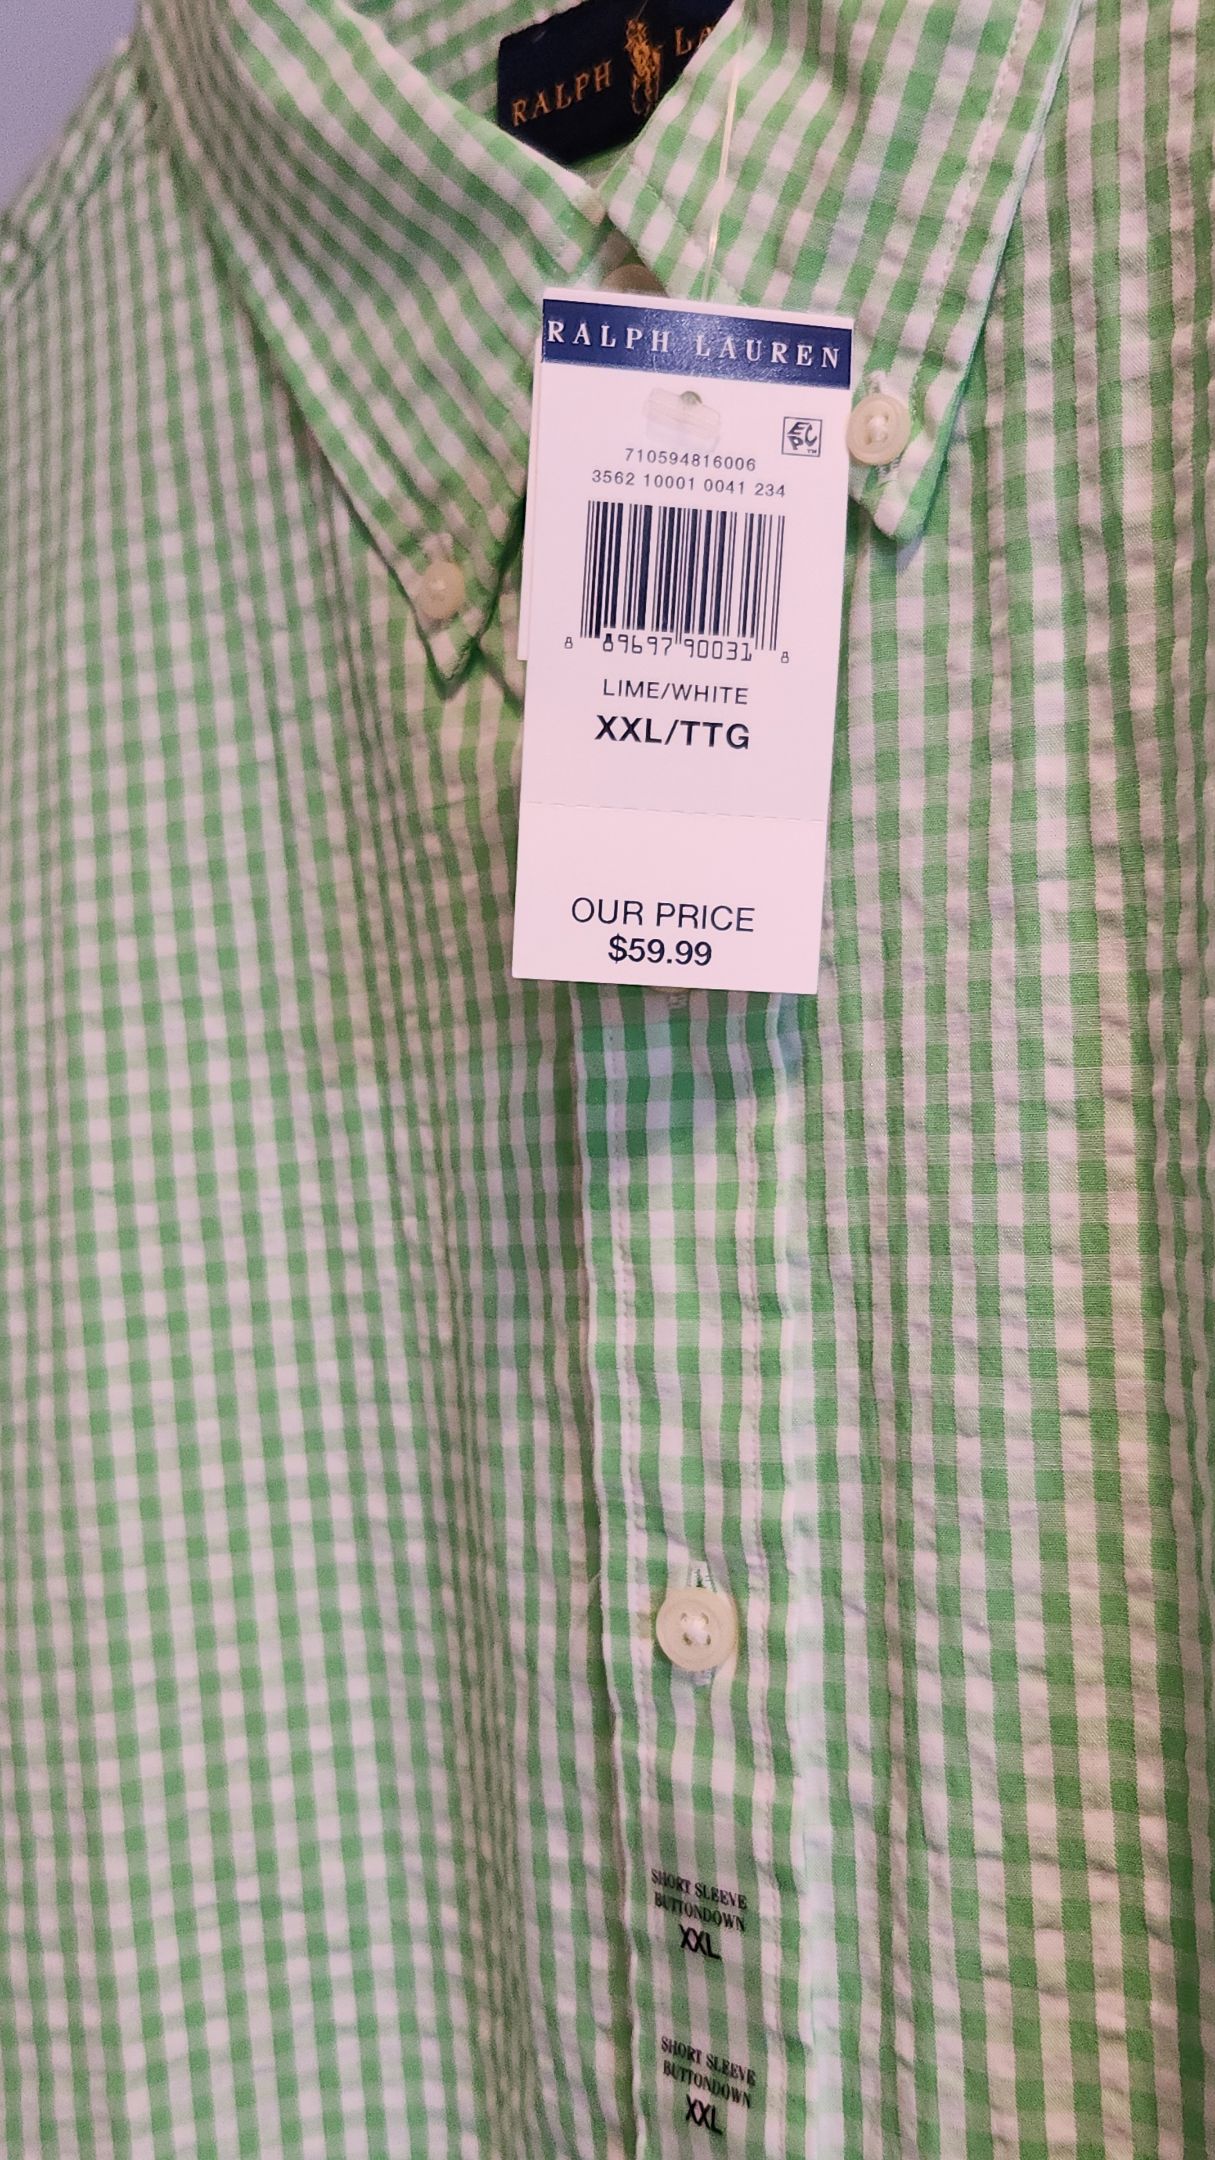 RALPH
RALPH LAUREN
EPC™
710594816006
3562 10001 0041 234
8 89697 90031 8
LIME/WHITE
XXL/TTG
OUR PRICE
$59.99
SHORT SLEEVE
BUTTONDOWN
XXL
SHORT SLEEVE
BUTTONDOWN
XXL